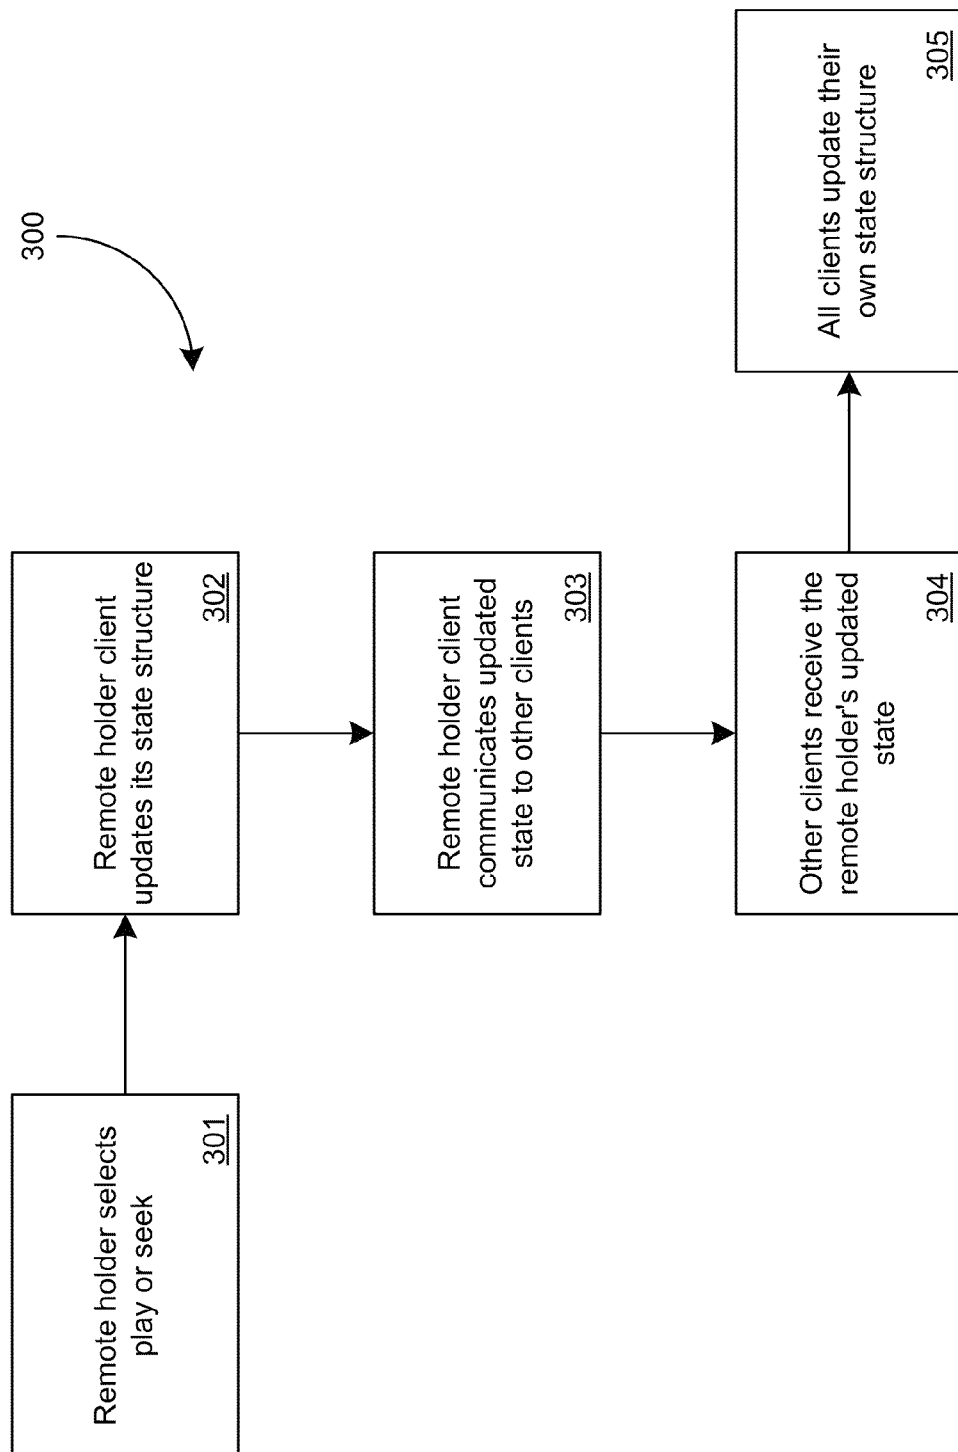 300
Remote holder selects
play or seek
301
Remote holder client
updates its state structure
302
Remote holder client
communicates updated
state to other clients
303
Other clients receive the
remote holder's updated
state
304
All clients update their
own state structure
305